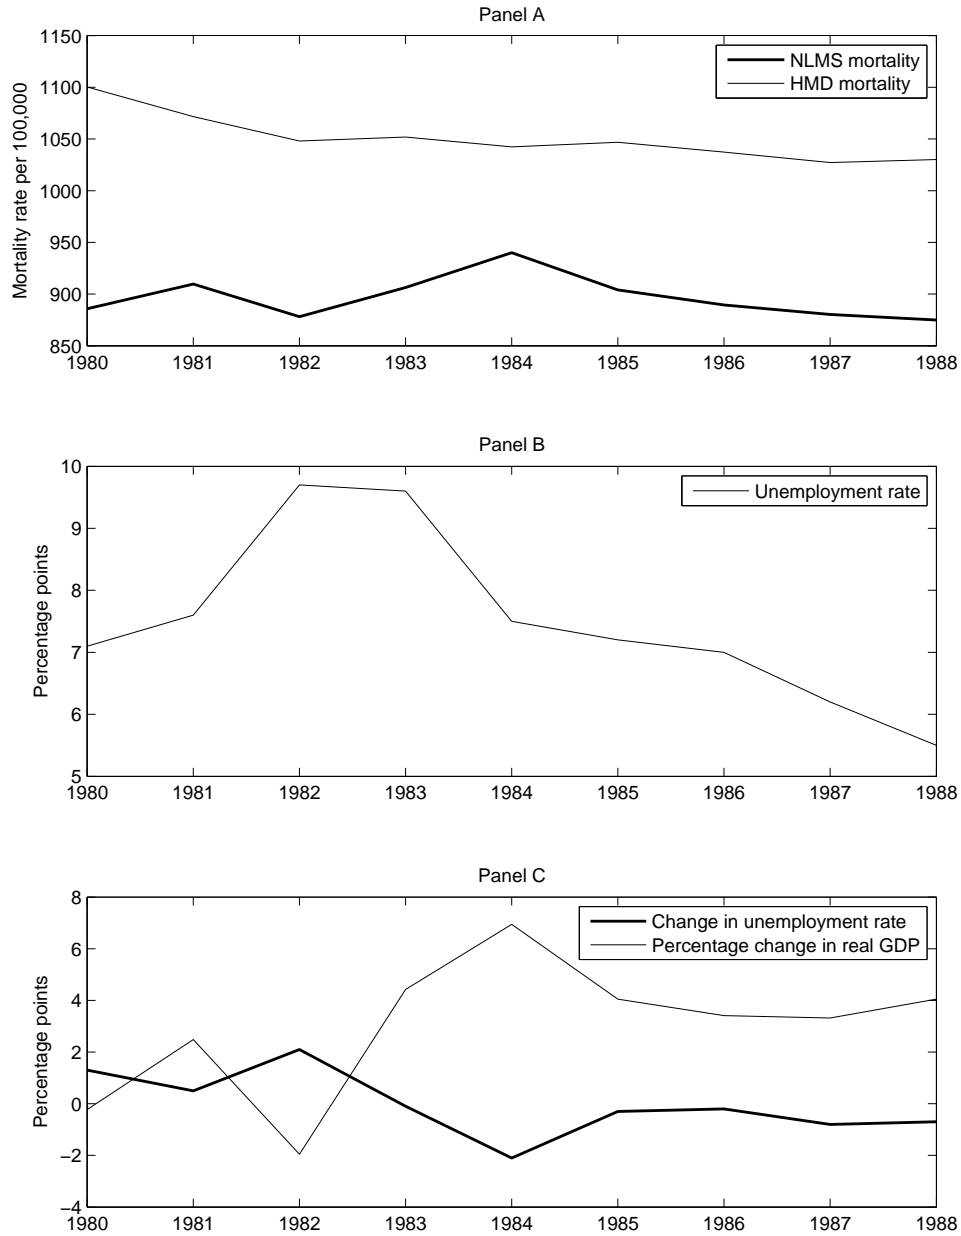 Panel A
1150
1100
1050
1000
950
900
850
Mortality rate per 100,000
NLMS mortality
HMD mortality
1980 1981 1982 1983 1984 1985 1986 1987 1988
Panel B
10
9
8
7
6
5
Percentage points
Unemployment rate
1980 1981 1982 1983 1984 1985 1986 1987 1988
Panel C
8
6
4
2
0
−2
−4
Percentage points
Change in unemployment rate
Percentage change in real GDP
1980 1981 1982 1983 1984 1985 1986 1987 1988